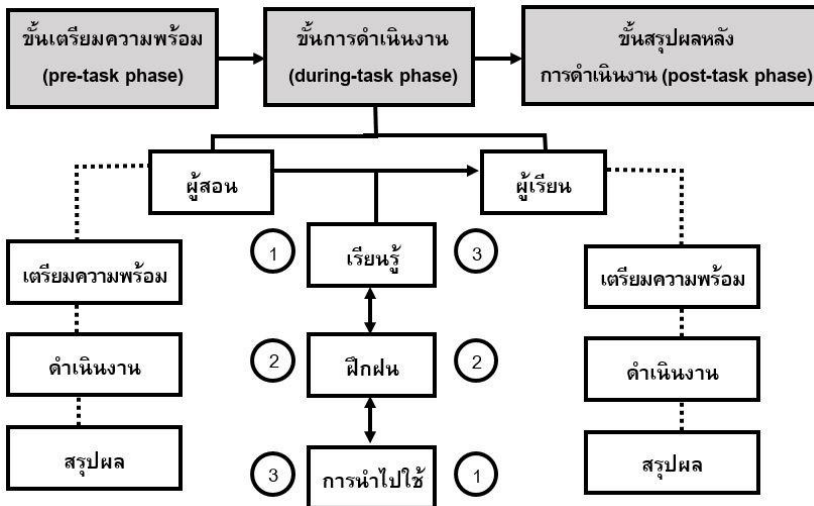 ขั้นเตรียมความพร้อม
(pre-task phase)
ขั้นการดำเนินงาน
(during-task phase)
ขั้นสรุปผลหลัง
การดำเนินงาน (post-task phase)
ผู้สอน
ผู้เรียน
เตรียมความพร้อม
ดำเนินงาน
สรุปผล
1
เรียนรู้
3
2
ฝึกฝน
2
3
การนำไปใช้
1
เตรียมความพร้อม
ดำเนินงาน
สรุปผล